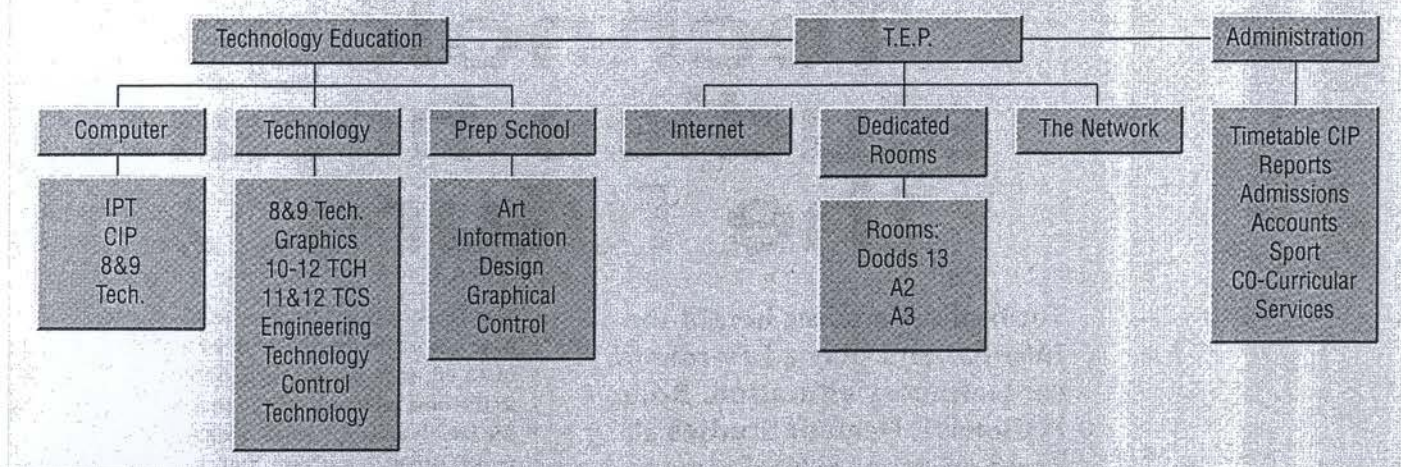 Technology Education
T.E.P.
Administration
Computer
Technology
Prep School
Internet
Dedicated
Rooms
The Network
IPT
CIP
8&9
Tech.
8&9 Tech.
Graphics
10-12 TCH
11&12 TCS
Engineering
Technology
Control
Technology
Art
Information
Design
Graphical
Control
Rooms:
Dodds 13
A2
A3
Timetable CIP
Reports
Admissions
Accounts
Sport
CO-Curricular
Services